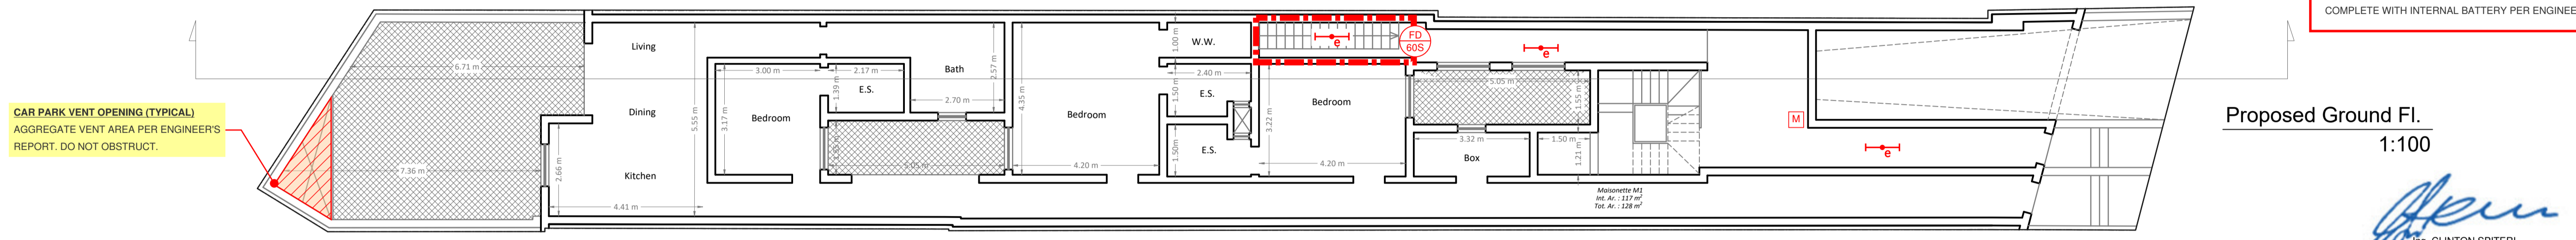 COMPLETE WITH INTERNAL BATTERY PER ENGINEE
FD
60S
e
e
e
M
CAR PARK VENT OPENING (TYPICAL)
AGGREGATE VENT AREA PER ENGINEER'S
REPORT. DO NOT OBSTRUCT.
Living
Dining
Kitchen
Bath
E.S.
Bedroom
Bedroom
W.W.
E.S.
E.S.
Bedroom
Box
6.71 m
7.36 m
2.66 m
4.41 m
5.55 m
3.00 m
3.17 m
2.17 m
1.39 m
2.70 m
2.57 m
5.05 m
4.35 m
4.20 m
1.00 m
2.40 m
1.50 m
1.50m
3.22 m
4.20 m
5.05 m
1.55 m
3.32 m
1.50 m
1.21 m
Maisonette M1
Int. Ar. : 117 m²
Tot. Ar. : 128 m²
Proposed Ground Fl.
1:100